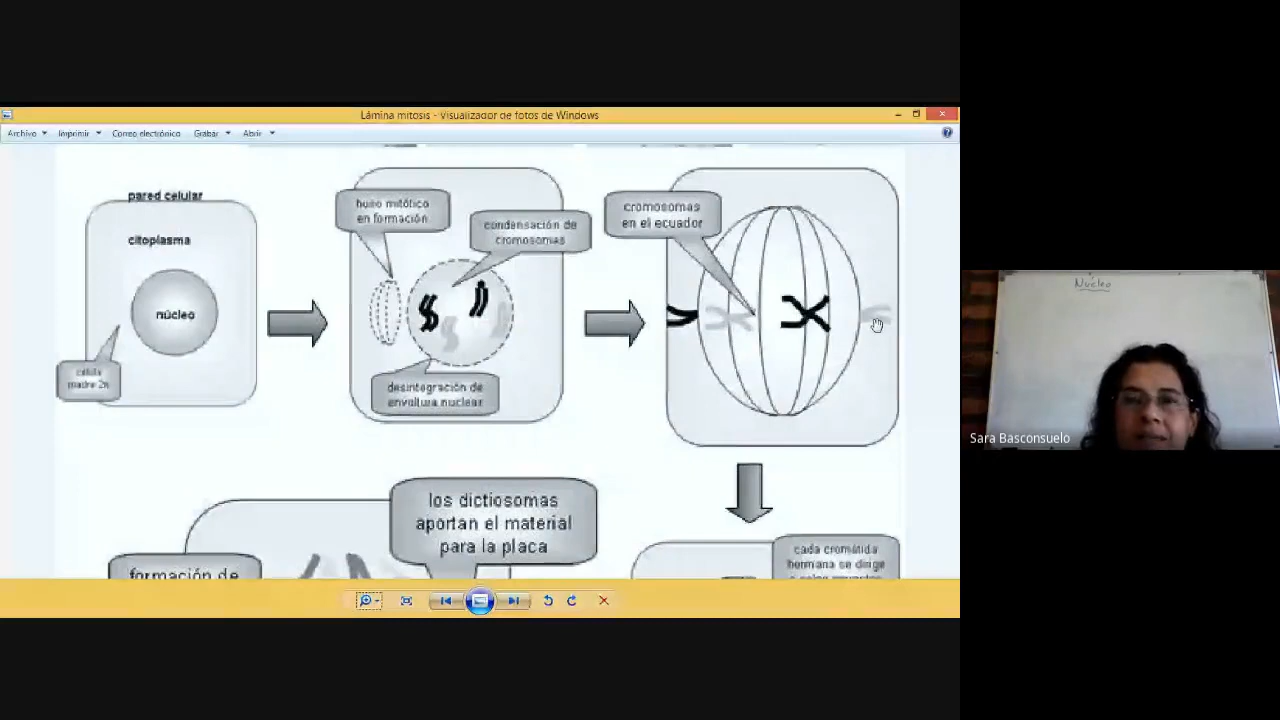 Lámina mitosis - Visualizador de fotos de Windows
Archivo Imprimir Correo electrónico Grabar Abrir
pared celular
citoplasma
núcleo
célula
madre 2n
huso mitótico
en formación
condensación de
cromosomas
desintegración de
envoltura nuclear
cromosomas
en el ecuador
los dictiosomas
aportan el material
para la placa
formación de
cada cromátida
hermana se dirige
Núcleo
Sara Basconsuelo